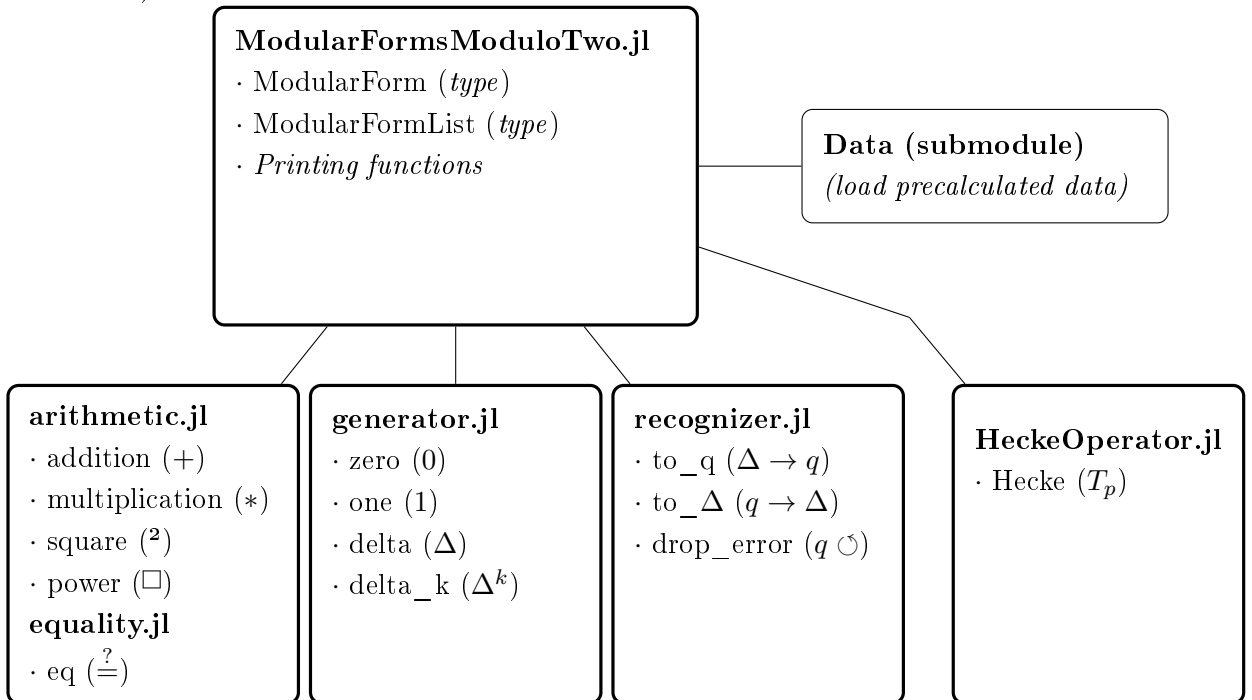 ModularFormsModuloTwo.jl
· ModularForm (type)
· ModularFormList (type)
· Printing functions
Data (submodule)
(load precalculated data)
arithmetic.jl
· addition (+)
· multiplication (∗)
· square (²)
· power (□)
equality.jl
· eq (≟)
generator.jl
· zero (0)
· one (1)
· delta (Δ)
· delta_k (Δᵏ)
recognizer.jl
· to_q (Δ → q)
· to_Δ (q → Δ)
· drop_error (q ↺)
HeckeOperator.jl
· Hecke (Tₚ)